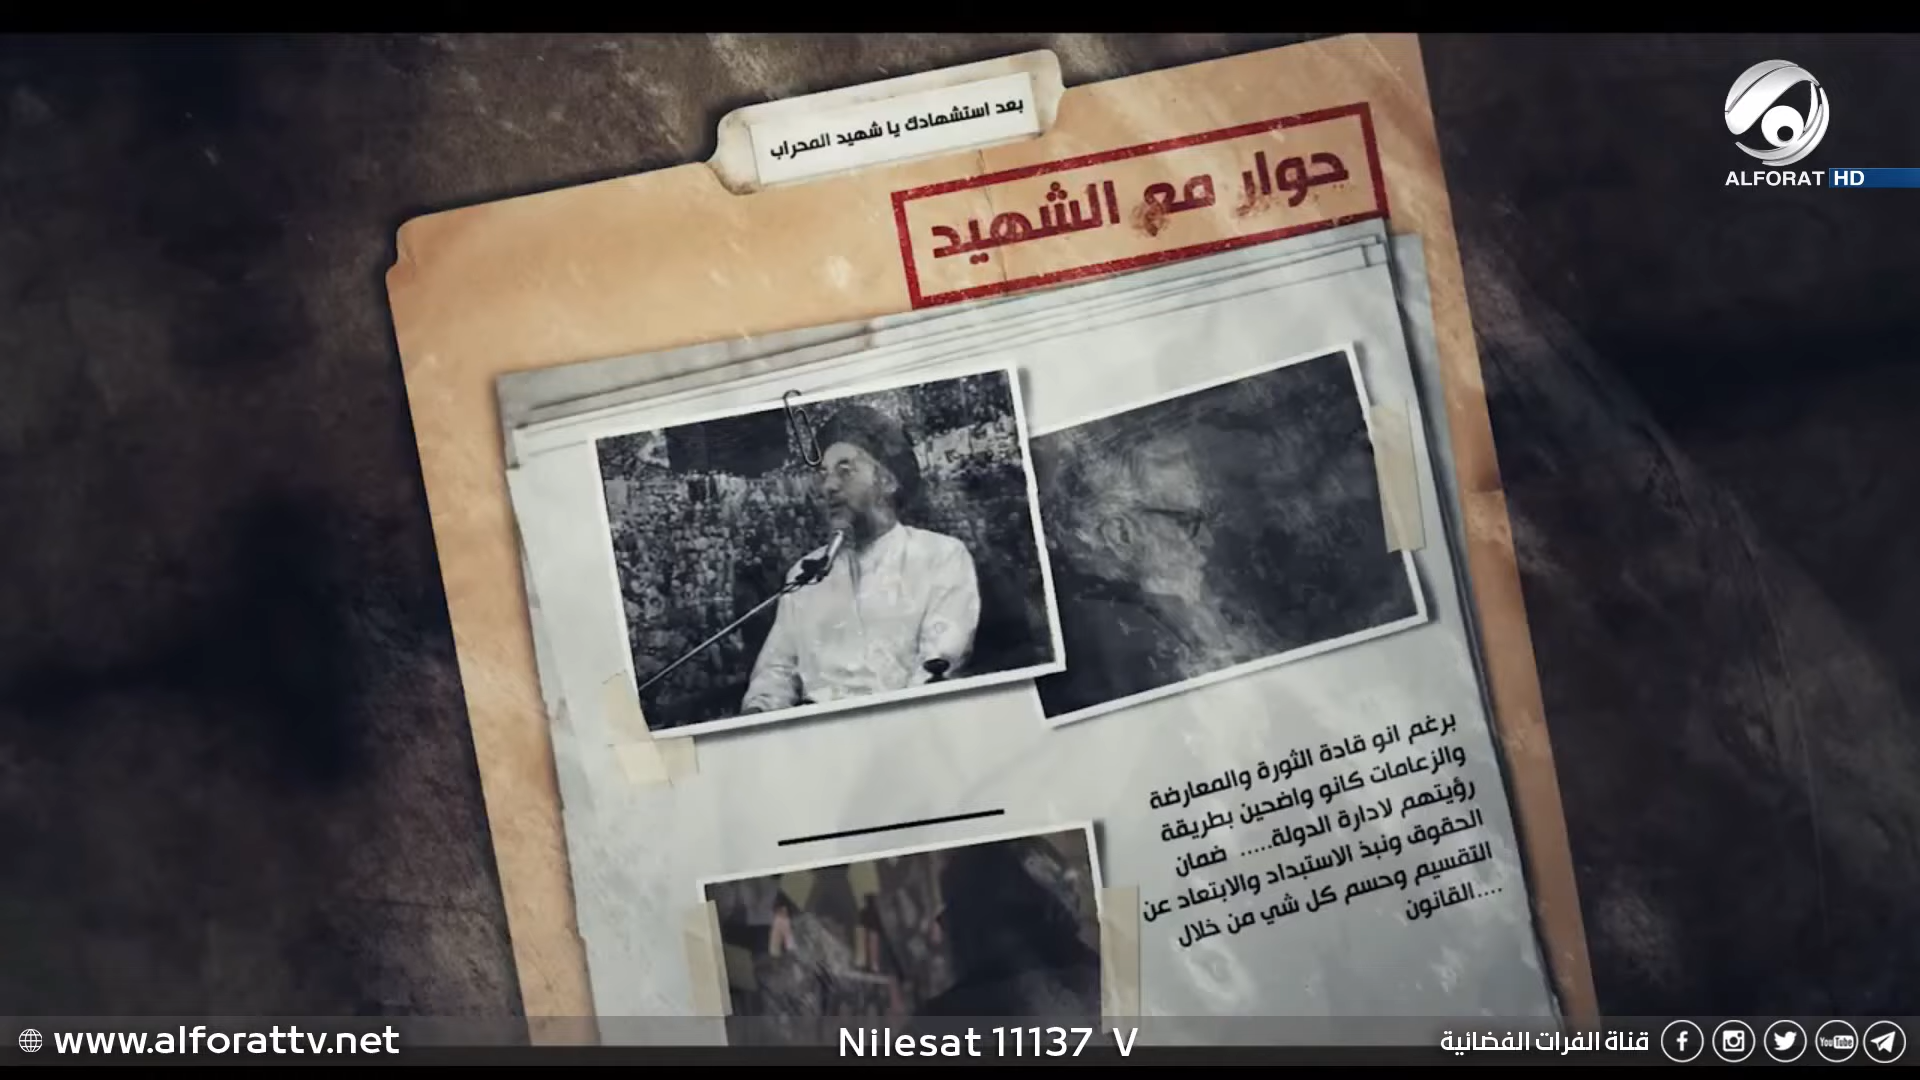 بعد استشهادك يا شهيد المحراب
ALFORAT HD
حوار مع الشهيد
برغم انو قادة الثورة والمعارضة
والزعامات كانو واضحين بطريقة
رؤيتهم لادارة الدولة..... ضمان
الحقوق ونبذ الاستبداد والابتعاد عن
التقسيم وحسم كل شي من خلال
القانون....
www.alforattv.net
Nilesat 11137 V
قناة الفرات الفضائية
You Tube